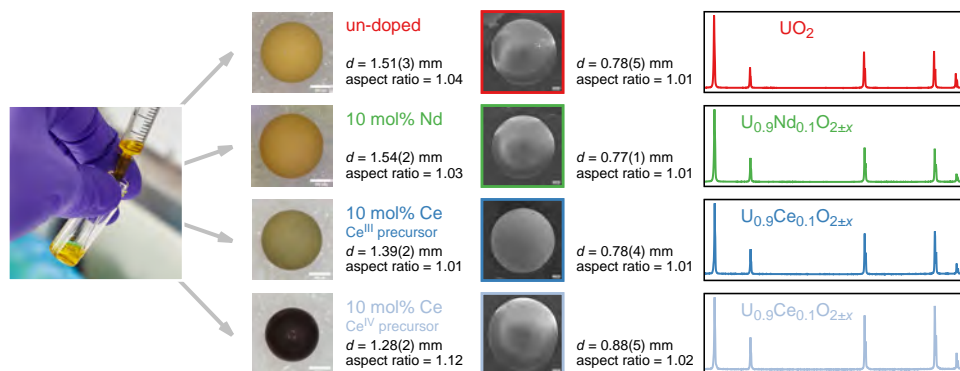 un-doped
d = 1.51(3) mm
aspect ratio = 1.04
d = 0.78(5) mm
aspect ratio = 1.01
UO₂
10 mol% Nd
d = 1.54(2) mm
aspect ratio = 1.03
d = 0.77(1) mm
aspect ratio = 1.01
U₀.₉Nd₀.₁O₂±ₓ
10 mol% Ce
Ceᴵᴵᴵ precursor
d = 1.39(2) mm
aspect ratio = 1.01
d = 0.78(4) mm
aspect ratio = 1.01
U₀.₉Ce₀.₁O₂±ₓ
10 mol% Ce
Ceᴵⱽ precursor
d = 1.28(2) mm
aspect ratio = 1.12
d = 0.88(5) mm
aspect ratio = 1.02
U₀.₉Ce₀.₁O₂±ₓ